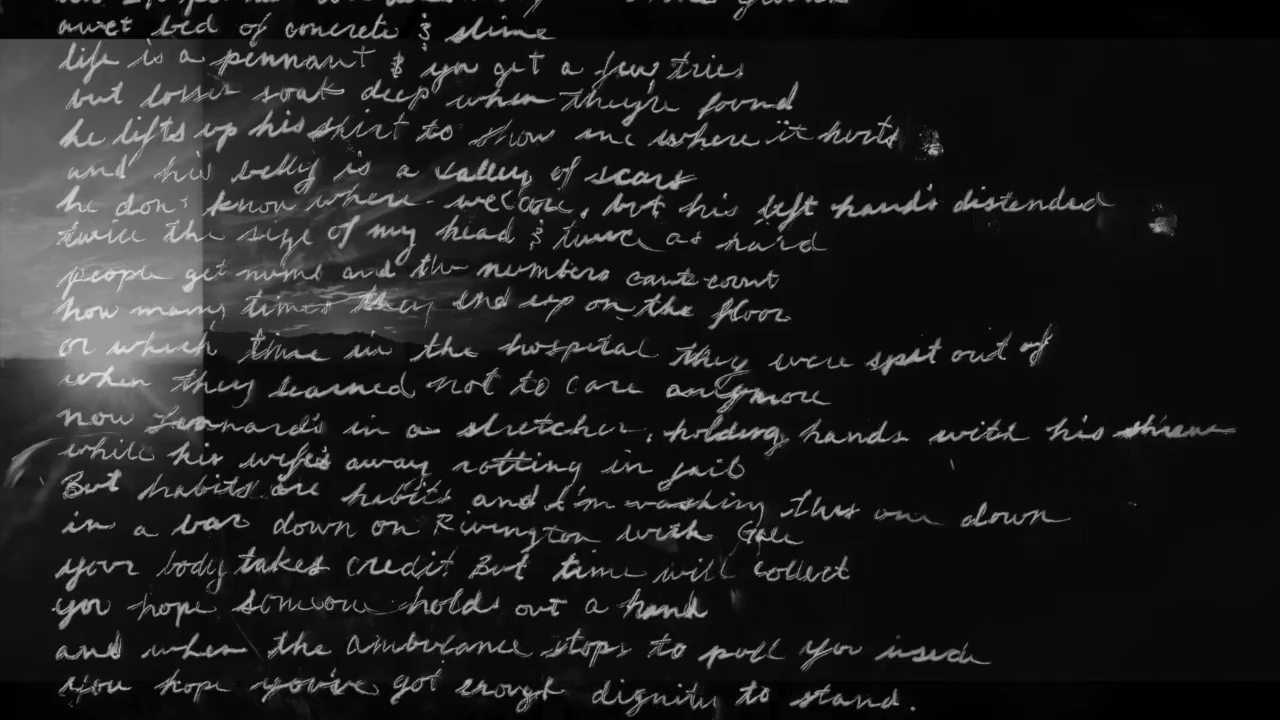 a wet bed of concrete & slime
life is a pennant & you get a few tries
but losses soak deep when they're found
he lifts up his shirt to show me where it hurts
and his belly is a valley of scars
he don't know where we are, but his left hand's distended
twice the size of my head & twice as hard
people get numb and the numbers can't count
how many times they end up on the floor
or which time in the hospital they were spit out of
when they learned not to care anymore
now Lennard's in a stretcher, holding hands with his
while his wife's away rotting in jail
But habits are habits and I'm washing this one down
in a bar down on Rivington with
your body takes credit But time will collect
you hope someone holds out a hand
and when the ambulance stops to pull you inside
you hope you've got enough dignity to stand.